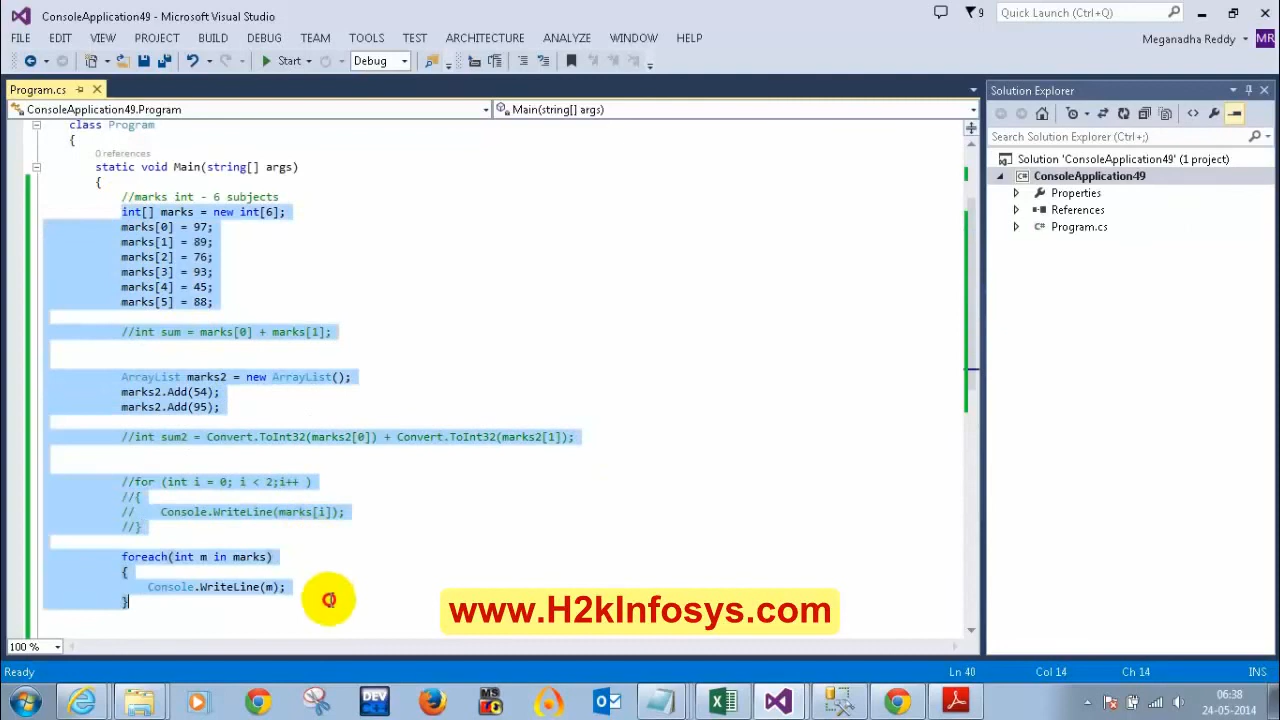 ConsoleApplication49 - Microsoft Visual Studio
9
Quick Launch (Ctrl+Q)
FILE EDIT VIEW PROJECT BUILD DEBUG TEAM TOOLS TEST ARCHITECTURE ANALYZE WINDOW HELP
Meganadha Reddy MR
Start Debug
Program.cs
Solution Explorer
ConsoleApplication49.Program
Main(string[] args)
Search Solution Explorer (Ctrl+;)
Solution 'ConsoleApplication49' (1 project)
ConsoleApplication49
Properties
References
Program.cs
class Program
{
0 references
static void Main(string[] args)
{
//marks int - 6 subjects
int[] marks = new int[6];
marks[0] = 97;
marks[1] = 89;
marks[2] = 76;
marks[3] = 93;
marks[4] = 45;
marks[5] = 88;
//int sum = marks[0] + marks[1];
ArrayList marks2 = new ArrayList();
marks2.Add(54);
marks2.Add(95);
//int sum2 = Convert.ToInt32(marks2[0]) + Convert.ToInt32(marks2[1]);
//for (int i = 0; i < 2;i++ )
//{
// Console.WriteLine(marks[i]);
//}
foreach(int m in marks)
{
Console.WriteLine(m);
}
www.H2kInfosys.com
100 %
Ready
Ln 40 Col 14 Ch 14 INS
DEV
MS
06:38
24-05-2014